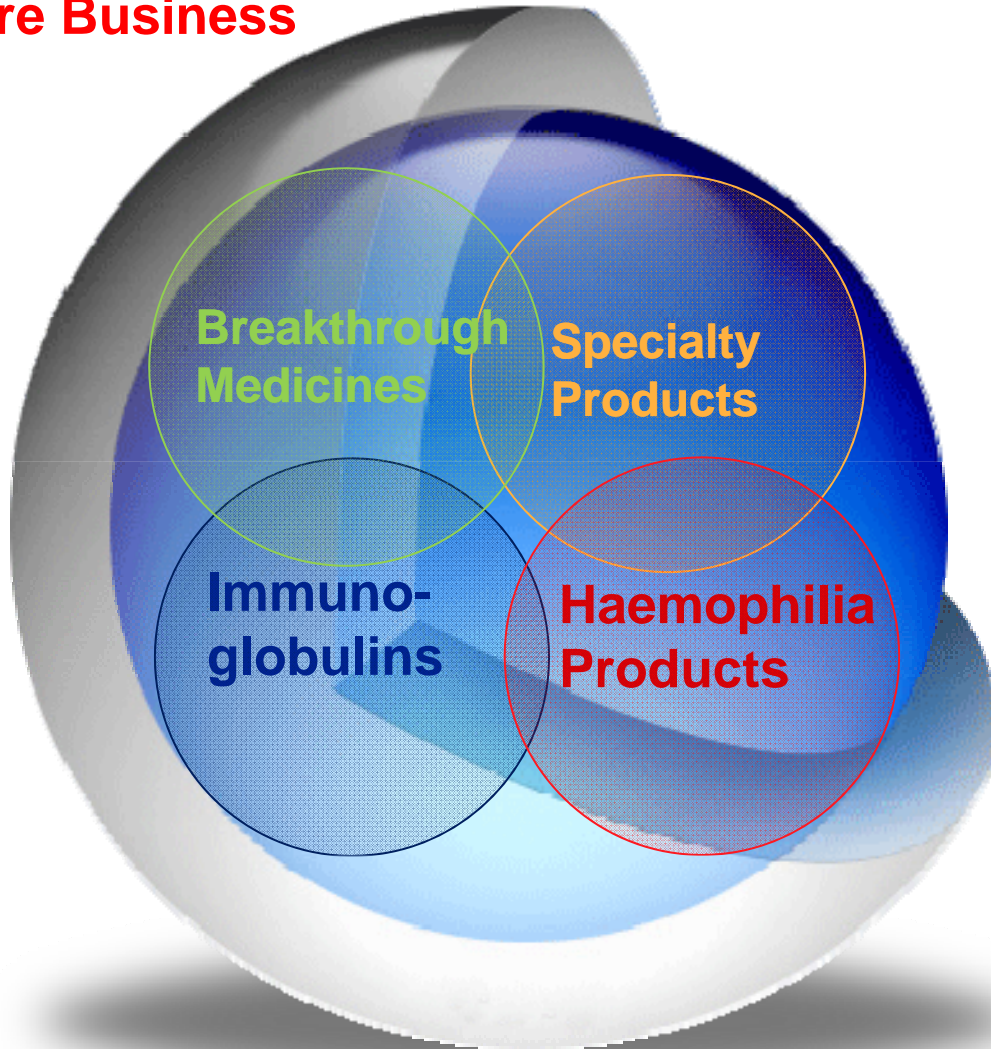 re Business
Breakthrough
Medicines
Specialty
Products
Immuno-
globulins
Haemophilia
Products